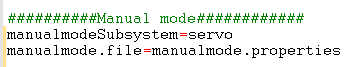 ##########Manual mode############
manualmodeSubsystem=servo
manualmode.file=manualmode.properties